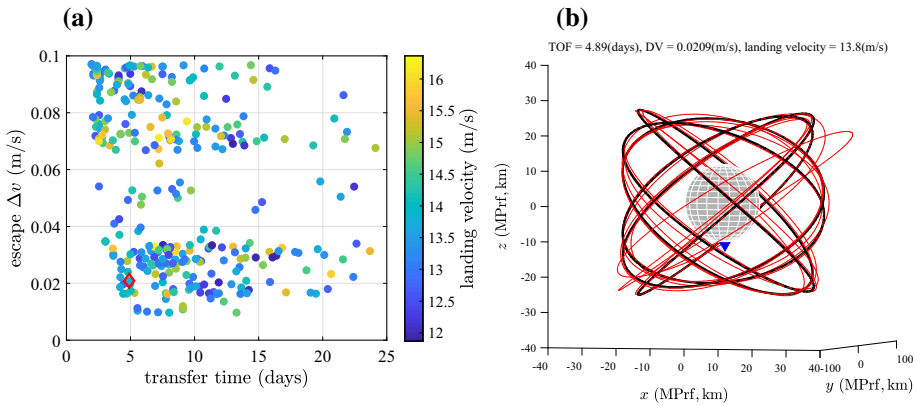 (a)
0.1
0.08
0.06
0.04
0.02
0
escape Δv (m/s)
0 5 10 15 20 25
transfer time (days)
16
15.5
15
14.5
14
13.5
13
12.5
12
landing velocity (m/s)
(b)
TOF = 4.89(days), DV = 0.0209(m/s), landing velocity = 13.8(m/s)
40
30
20
10
0
-10
-20
-30
-40
z (MPrf, km)
-40 -30 -20 -10 0 10 20 30 40
x (MPrf, km)
-100 0 100
y (MPrf, km)